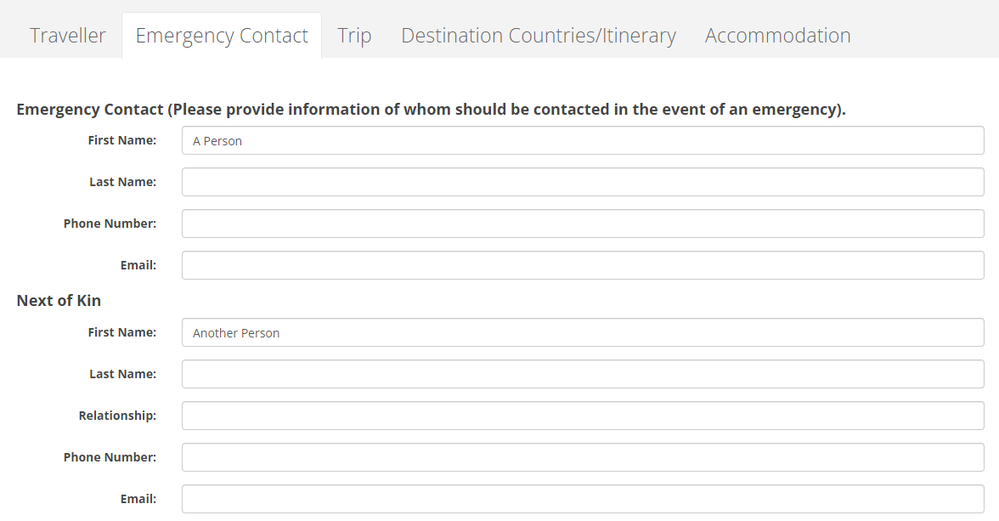 Traveller Emergency Contact Trip Destination Countries/Itinerary Accommodation
Emergency Contact (Please provide information of whom should be contacted in the event of an emergency).
First Name: A Person
Last Name:
Phone Number:
Email:
Next of Kin
First Name: Another Person
Last Name:
Relationship:
Phone Number:
Email: